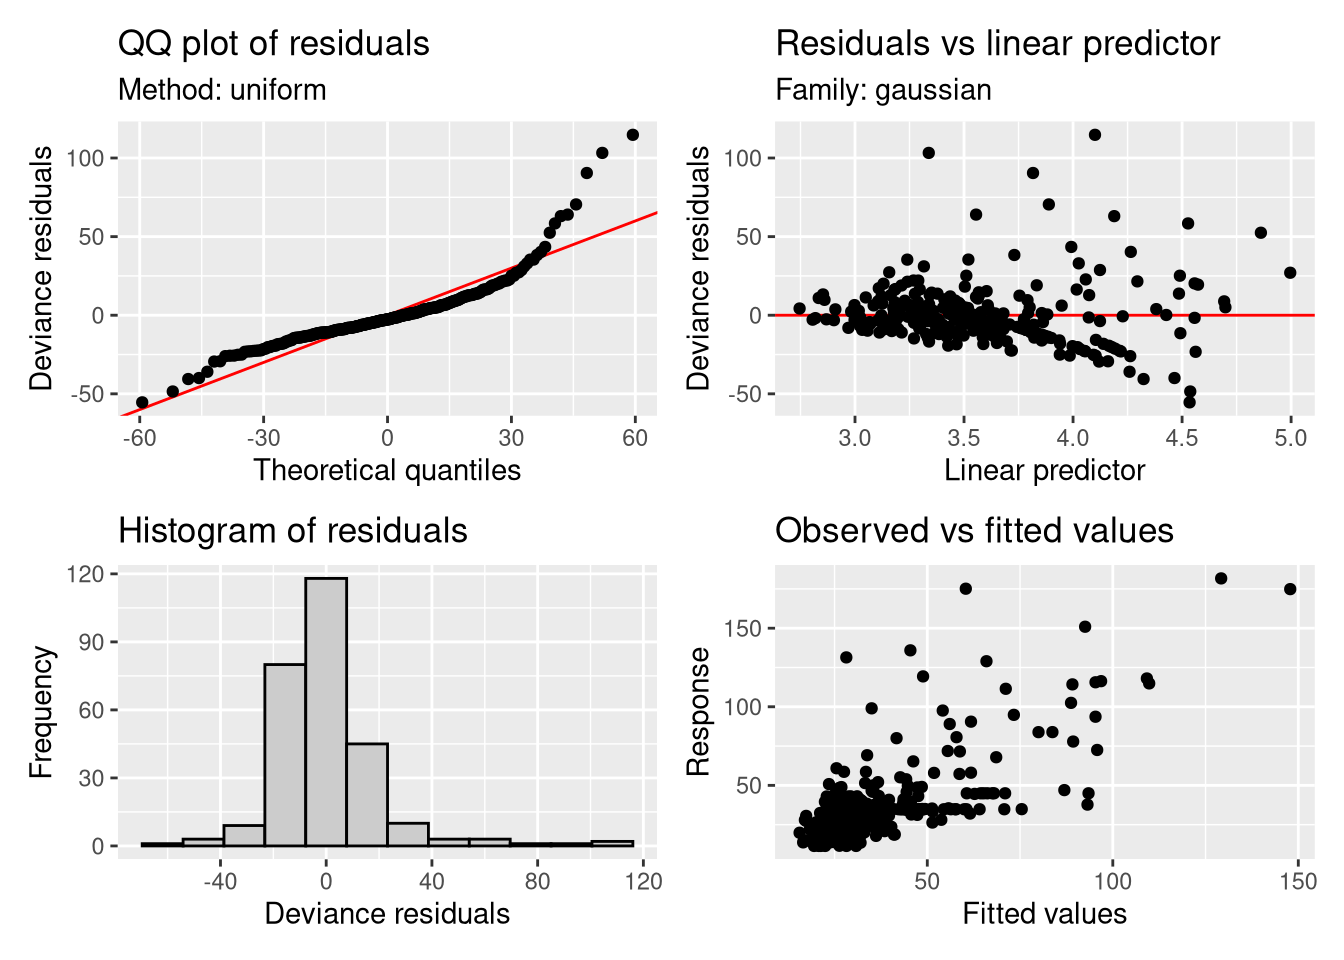 QQ plot of residuals
Method: uniform
Deviance residuals
100
50
0
-50
-60 -30 0 30 60
Theoretical quantiles
Residuals vs linear predictor
Family: gaussian
Deviance residuals
100
50
0
-50
3.0 3.5 4.0 4.5 5.0
Linear predictor
Histogram of residuals
Frequency
120
90
60
30
0
-40 0 40 80 120
Deviance residuals
Observed vs fitted values
Response
150
100
50
50 100 150
Fitted values